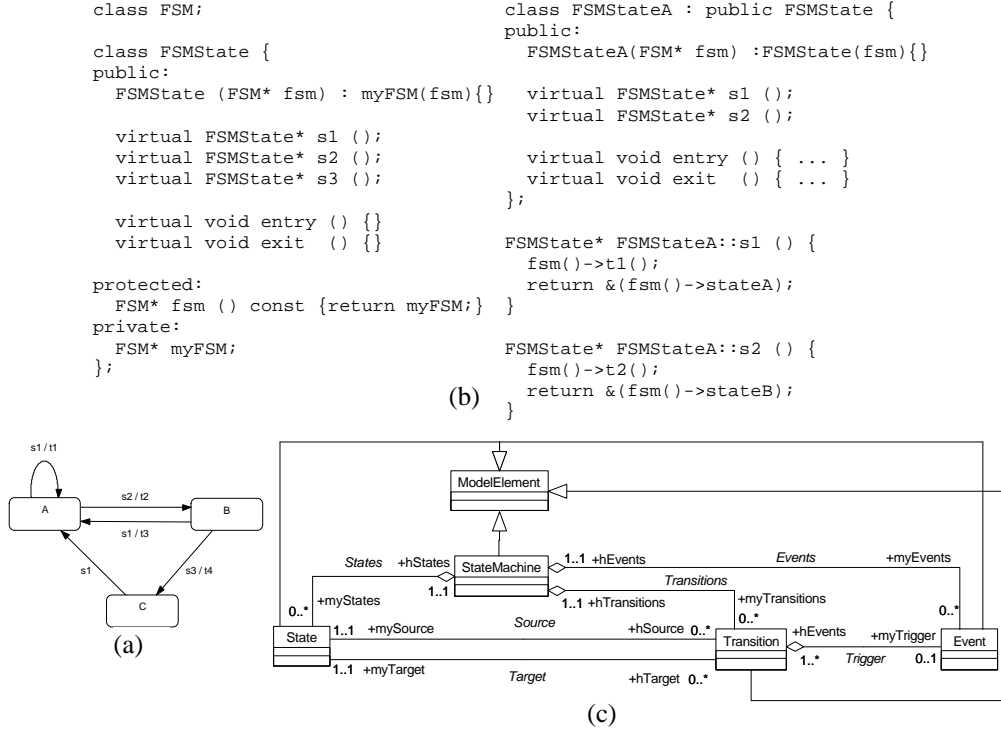 class FSM;
class FSMState {
public:
FSMState (FSM* fsm) : myFSM(fsm){}
virtual FSMState* s1 ();
virtual FSMState* s2 ();
virtual FSMState* s3 ();
virtual void entry () {}
virtual void exit () {}
protected:
FSM* fsm () const {return myFSM;}
private:
FSM* myFSM;
};
class FSMStateA : public FSMState {
public:
FSMStateA(FSM* fsm) :FSMState(fsm){}
virtual FSMState* s1 ();
virtual FSMState* s2 ();
virtual void entry () { ... }
virtual void exit () { ... }
};
FSMState* FSMStateA::s1 () {
fsm()->t1();
return &(fsm()->stateA);
}
FSMState* FSMStateA::s2 () {
fsm()->t2();
return &(fsm()->stateB);
}
(b)
s1 / t1
A
s2 / t2
B
s1 / t3
s1
s3 / t4
C
(a)
ModelElement
StateMachine
States
+hStates
1..1
+myStates
0..*
1..1
+hEvents
Events
+myEvents
0..*
Transitions
1..1
+hTransitions
+myTransitions
0..*
State
1..1
+mySource
Source
+hSource
0..*
1..1
+myTarget
Target
+hTarget
0..*
Transition
+hEvents
1..*
Trigger
+myTrigger
0..1
Event
(c)